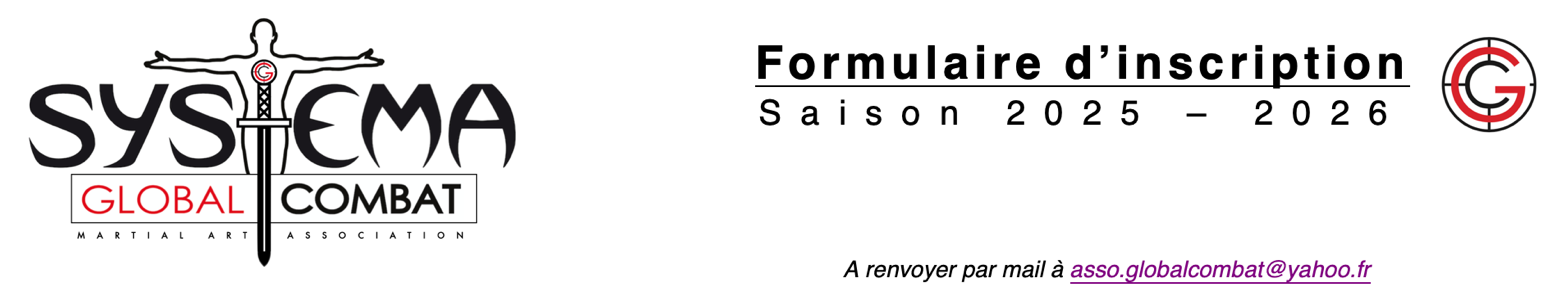 SYSTEMA
GLOBAL COMBAT
MARTIAL ART ASSOCIATION
Formulaire d’inscription
Saison 2025 – 2026
A renvoyer par mail à asso.globalcombat@yahoo.fr